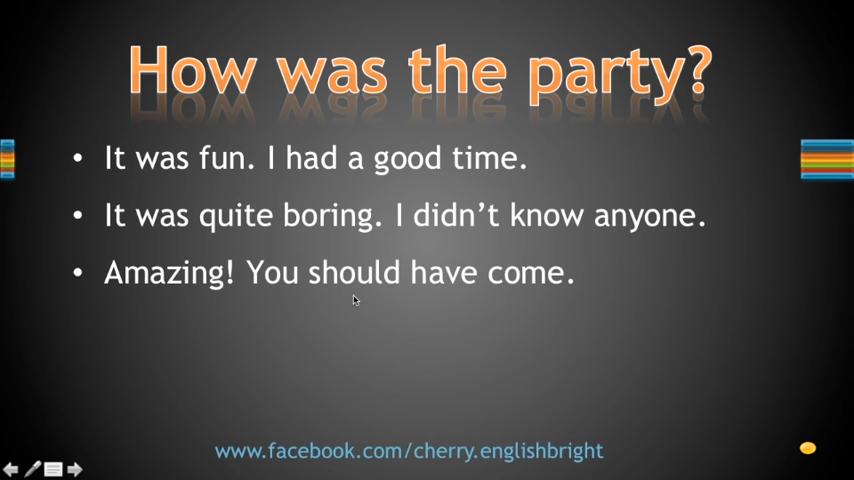 How was the party?
• It was fun. I had a good time.
• It was quite boring. I didn't know anyone.
• Amazing! You should have come.
www.facebook.com/cherry.englishbright